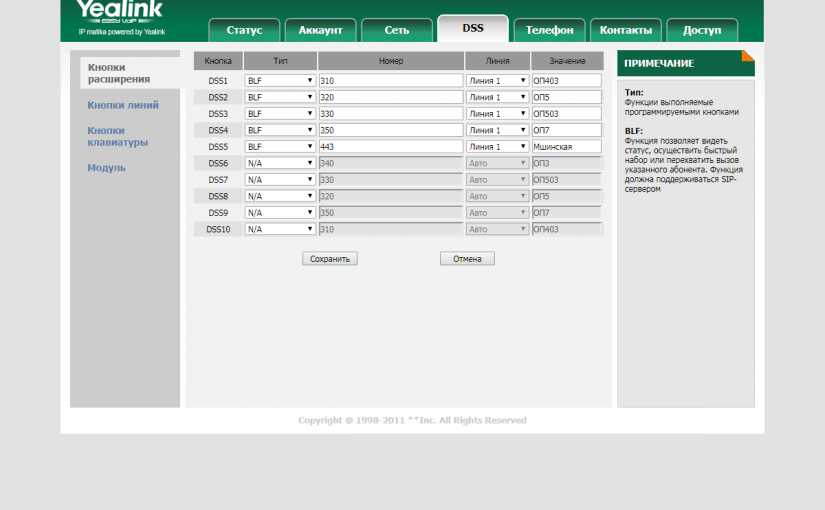 Yealink
EASY VOIP
IP matika powered by Yealink
Статус Аккаунт Сеть DSS Телефон Контакты Доступ
Кнопки
расширения
Кнопки линий
Кнопки
клавиатуры
Модуль
Кнопка Тип Номер Линия Значение
DSS1 BLF 310 Линия 1 ОП403
DSS2 BLF 320 Линия 1 ОП5
DSS3 BLF 330 Линия 1 ОП503
DSS4 BLF 350 Линия 1 ОП7
DSS5 BLF 443 Линия 1 Мшинская
DSS6 N/A 340 Авто ОП3
DSS7 N/A 330 Авто ОП503
DSS8 N/A 320 Авто ОП5
DSS9 N/A 350 Авто ОП7
DSS10 N/A 310 Авто ОП403
Сохранить Отмена
ПРИМЕЧАНИЕ
Тип:
Функции выполняемые
программируемыми кнопками
BLF:
Функция позволяет видеть
статус, осуществить быстрый
набор или перехватить вызов
указанного абонента. Функция
должна поддерживаться SIP-
сервером
Copyright @ 1998-2011 **Inc. All Rights Reserved